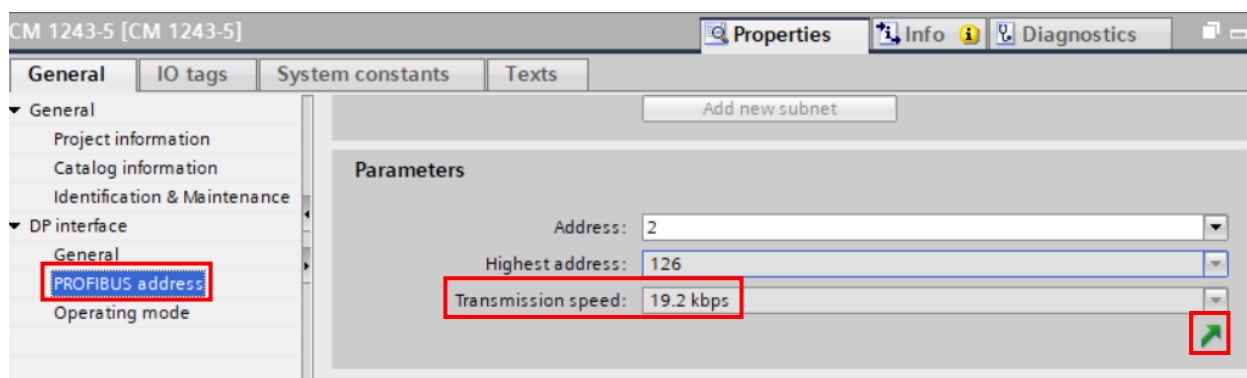 CM 1243-5 [CM 1243-5]
Properties
Info
Diagnostics
General
IO tags
System constants
Texts
General
Project information
Catalog information
Identification & Maintenance
DP interface
General
PROFIBUS address
Operating mode
Add new subnet
Parameters
Address: 2
Highest address: 126
Transmission speed: 19.2 kbps